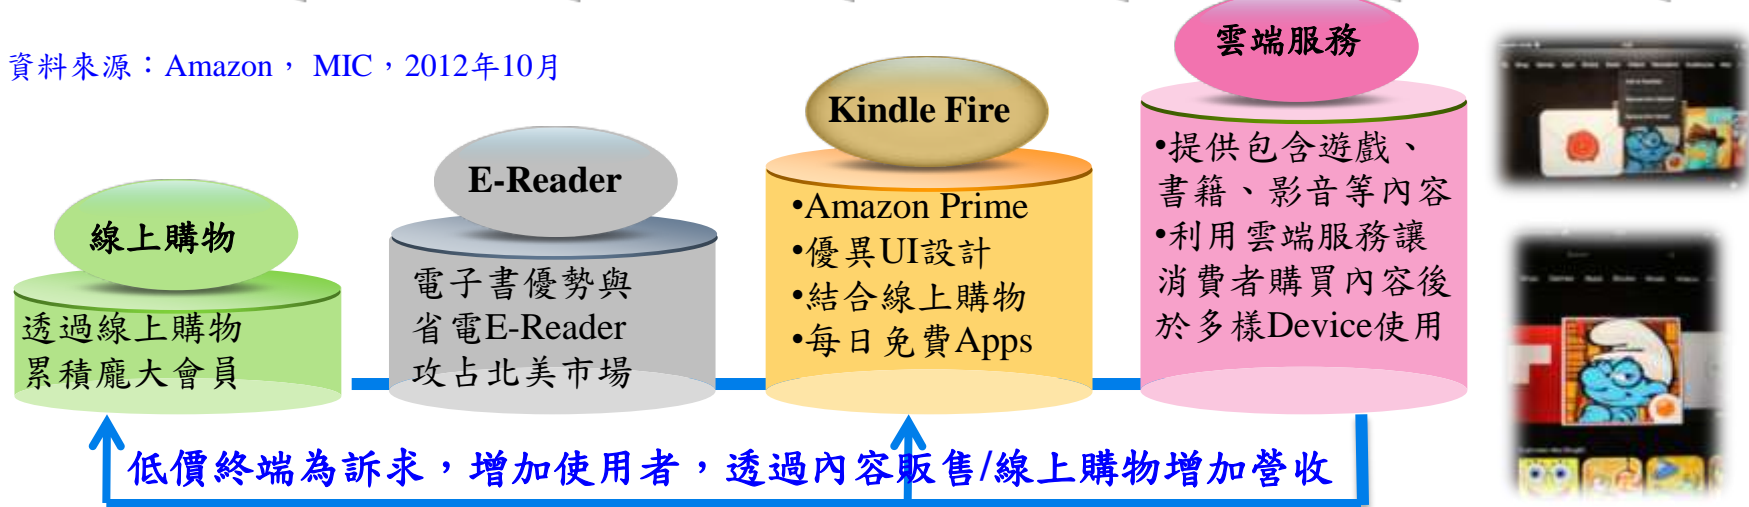 資料來源：Amazon， MIC，2012年10月
線上購物
透過線上購物
累積龐大會員
E-Reader
電子書優勢與
省電E-Reader
攻占北美市場
Kindle Fire
•Amazon Prime
•優異UI設計
•結合線上購物
•每日免費Apps
雲端服務
•提供包含遊戲、
書籍、影音等內容
•利用雲端服務讓
消費者購買內容後
於多樣Device使用
低價終端為訴求，增加使用者，透過內容販售/線上購物增加營收